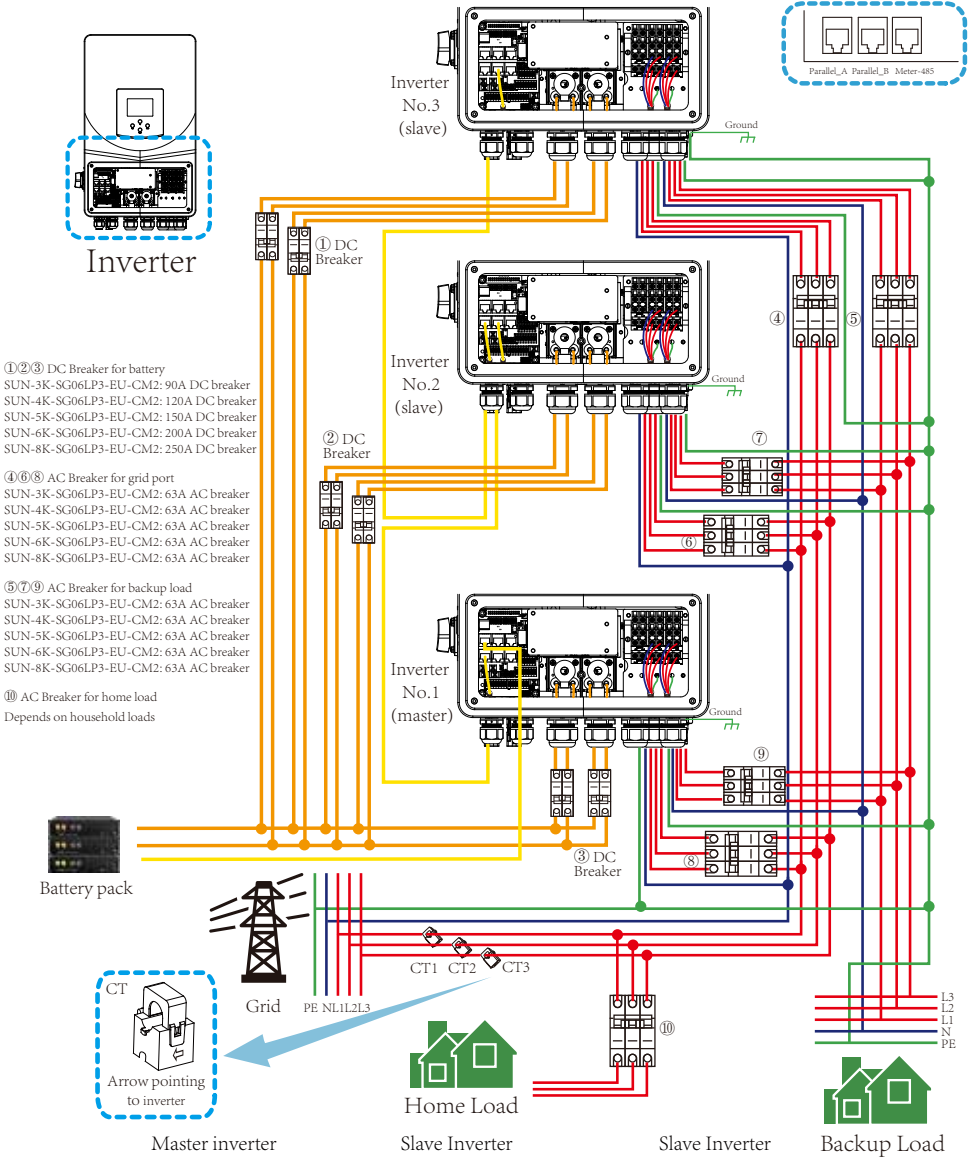 Parallel_A Parallel_B Meter-485
Inverter
No.3
(slave)
Ground
Inverter
① DC
Breaker
④
⑤
Inverter
No.2
(slave)
Ground
①②③ DC Breaker for battery
SUN-3K-SG06LP3-EU-CM2: 90A DC breaker
SUN-4K-SG06LP3-EU-CM2: 120A DC breaker
SUN-5K-SG06LP3-EU-CM2: 150A DC breaker
SUN-6K-SG06LP3-EU-CM2: 200A DC breaker
SUN-8K-SG06LP3-EU-CM2: 250A DC breaker
② DC
Breaker
⑦
④⑥⑧ AC Breaker for grid port
SUN-3K-SG06LP3-EU-CM2: 63A AC breaker
SUN-4K-SG06LP3-EU-CM2: 63A AC breaker
SUN-5K-SG06LP3-EU-CM2: 63A AC breaker
SUN-6K-SG06LP3-EU-CM2: 63A AC breaker
SUN-8K-SG06LP3-EU-CM2: 63A AC breaker
⑥
⑤⑦⑨ AC Breaker for backup load
SUN-3K-SG06LP3-EU-CM2: 63A AC breaker
SUN-4K-SG06LP3-EU-CM2: 63A AC breaker
SUN-5K-SG06LP3-EU-CM2: 63A AC breaker
SUN-6K-SG06LP3-EU-CM2: 63A AC breaker
SUN-8K-SG06LP3-EU-CM2: 63A AC breaker
⑩ AC Breaker for home load
Depends on household loads
Inverter
No.1
(master)
Ground
⑨
③ DC
Breaker
⑧
Battery pack
CT1 CT2 CT3
Grid
PE NL1L2L3
CT
Arrow pointing
to inverter
⑩
L3
L2
L1
N
PE
Home Load
Backup Load
Master inverter
Slave Inverter
Slave Inverter